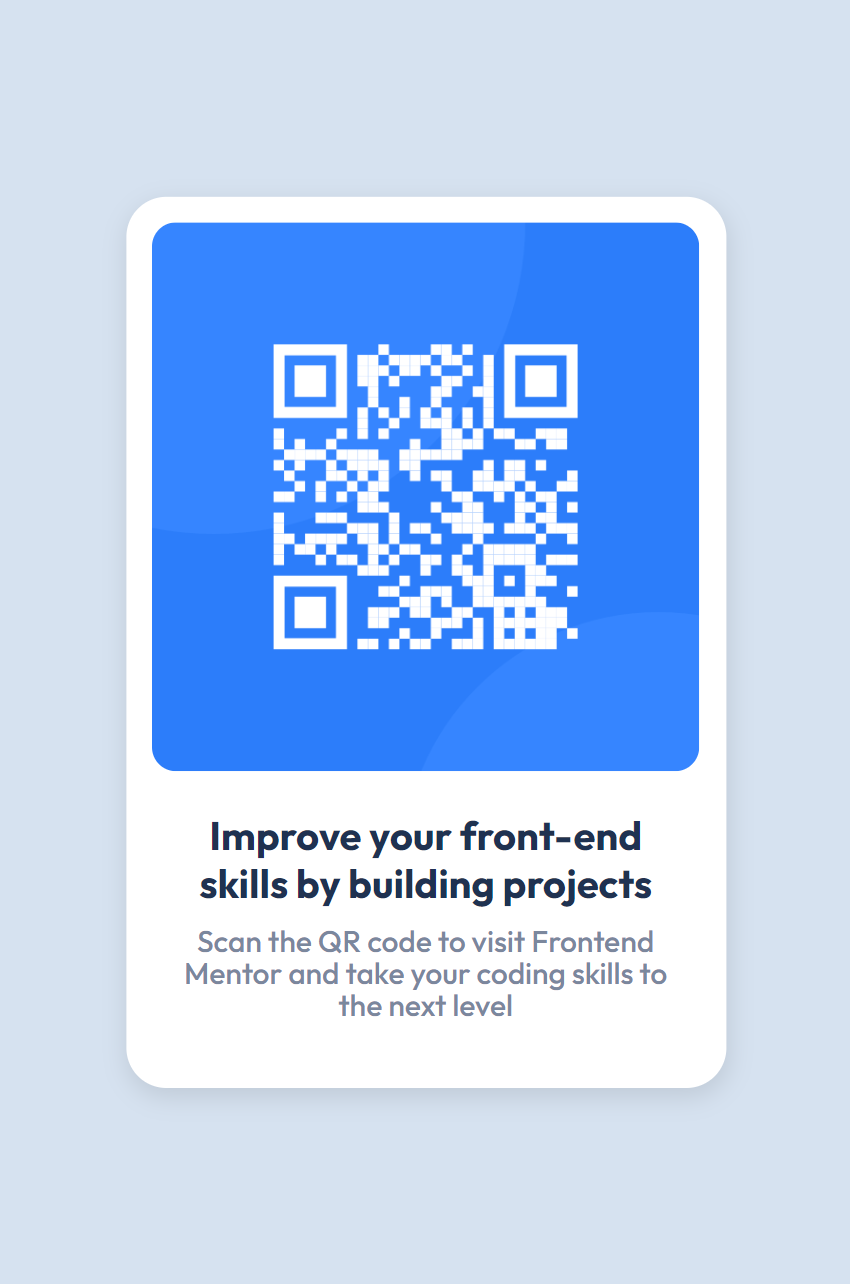 Improve your front-end
skills by building projects
Scan the QR code to visit Frontend
Mentor and take your coding skills to
the next level